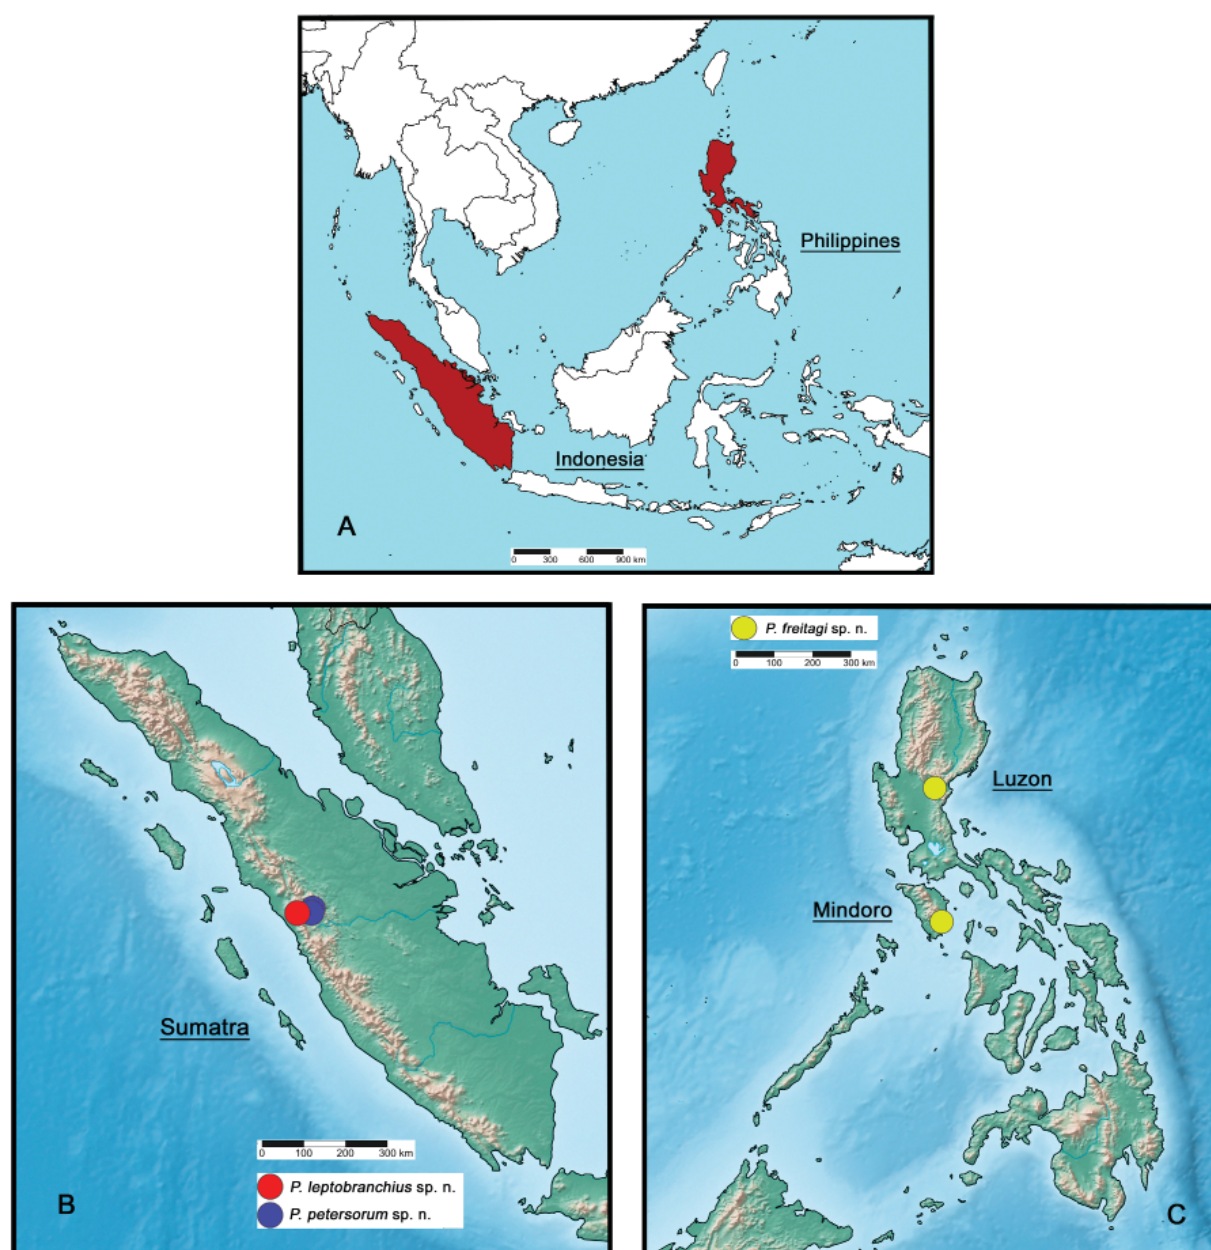 Philippines
Indonesia
A
0 300 600 900 km
P. freitagi sp. n.
0 100 200 300 km
Luzon
Mindoro
Sumatra
0 100 200 300 km
P. leptobranchius sp. n.
P. petersorum sp. n.
B
C